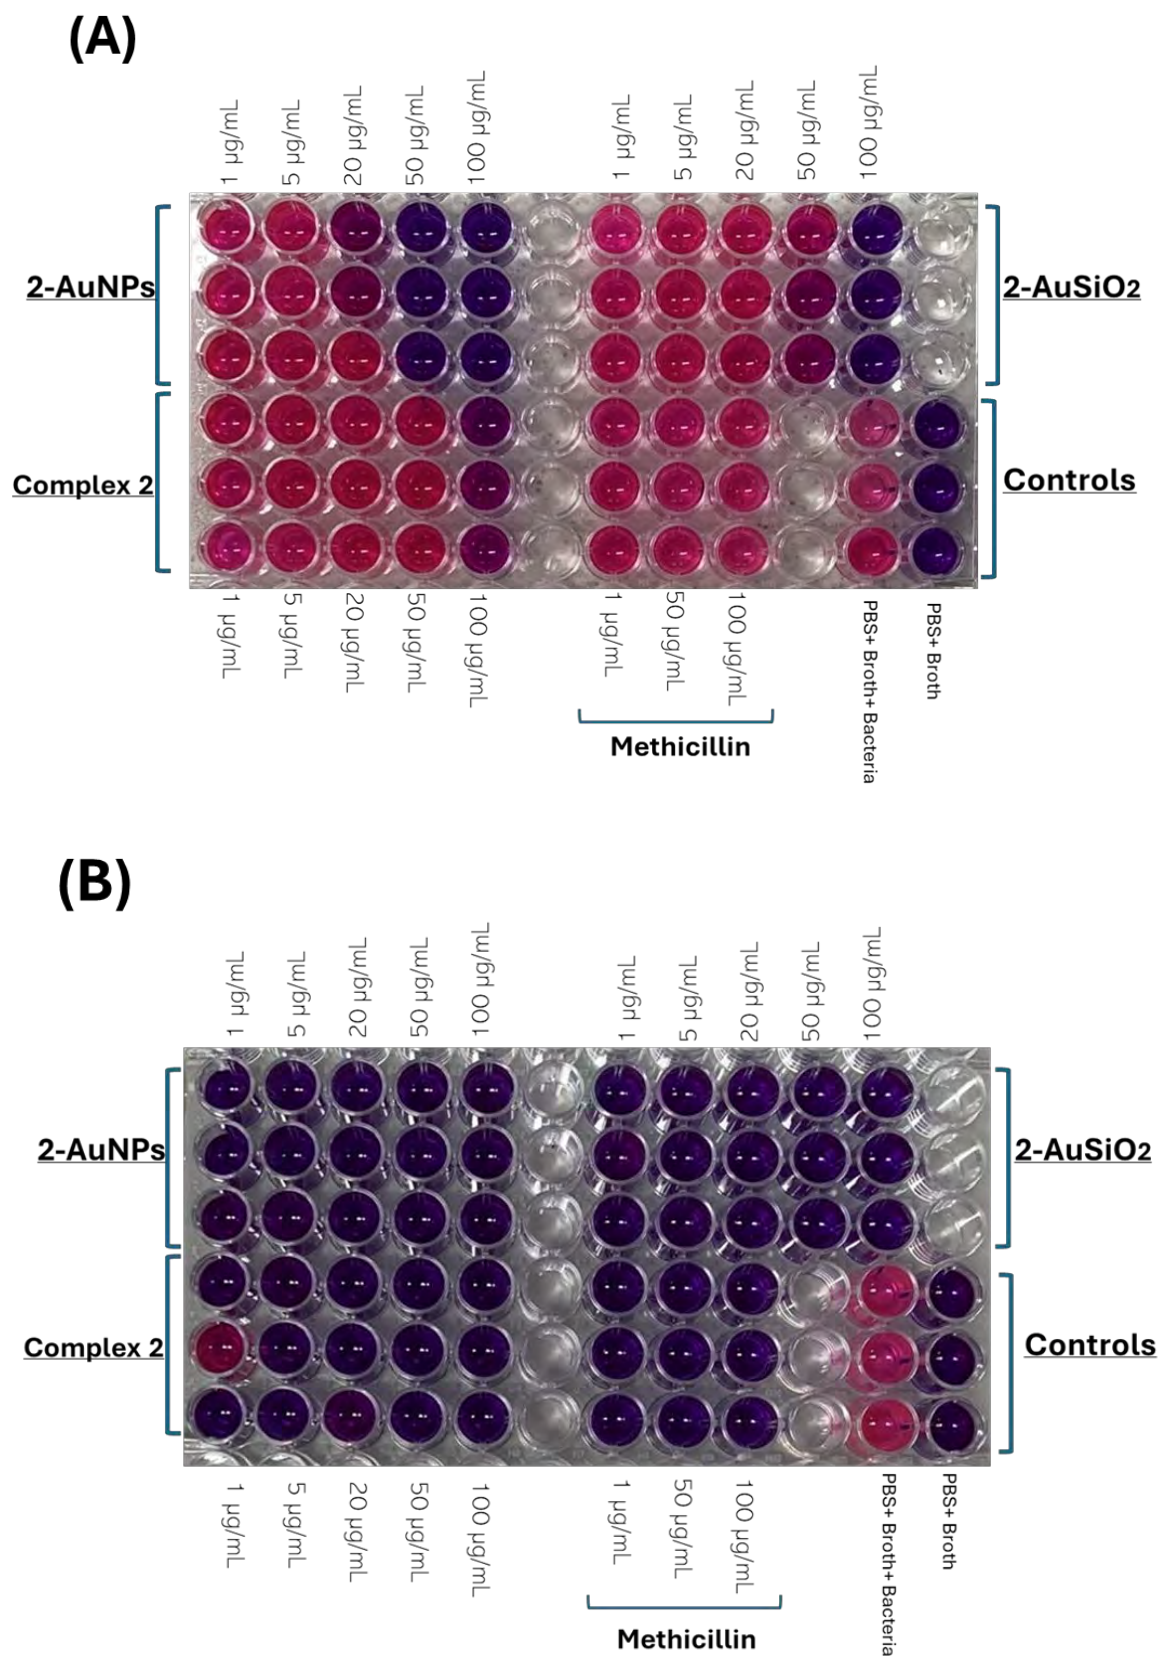 (A)
1 µg/mL
5 µg/mL
20 µg/mL
50 µg/mL
100 µg/mL
1 µg/mL
5 µg/mL
20 µg/mL
50 µg/mL
100 µg/mL
2-AuNPs
2-AuSiO2
Complex 2
Controls
1 µg/mL
5 µg/mL
20 µg/mL
50 µg/mL
100 µg/mL
1 µg/mL
50 µg/mL
100 µg/mL
PBS+ Broth+ Bacteria
PBS+ Broth
Methicillin
(B)
1 µg/mL
5 µg/mL
20 µg/mL
50 µg/mL
100 µg/mL
1 µg/mL
5 µg/mL
20 µg/mL
50 µg/mL
100 µg/mL
2-AuNPs
2-AuSiO2
Complex 2
Controls
1 µg/mL
5 µg/mL
20 µg/mL
50 µg/mL
100 µg/mL
1 µg/mL
50 µg/mL
100 µg/mL
PBS+ Broth+ Bacteria
PBS+ Broth
Methicillin